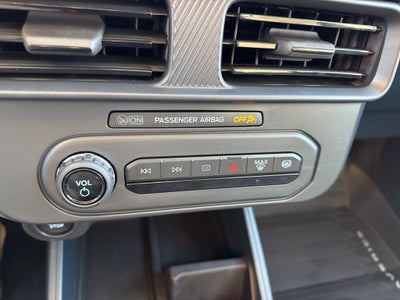 ON PASSENGER AIRBAG OFF
VOL
MAX
STOP